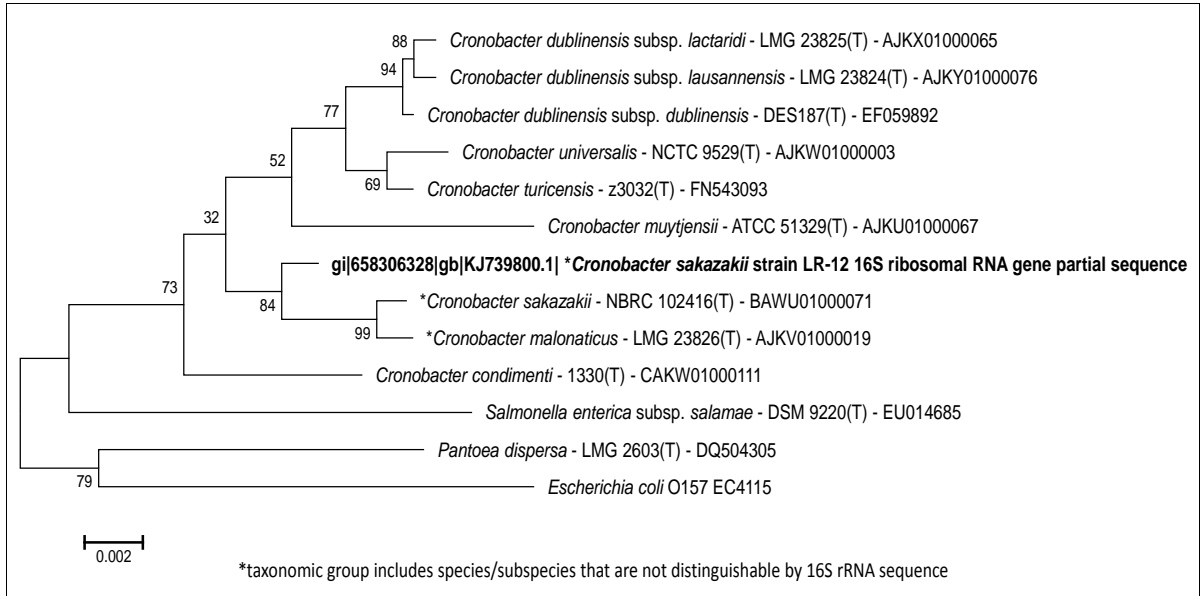 88
Cronobacter dublinensis subsp. lactaridi - LMG 23825(T) - AJKX01000065
94
Cronobacter dublinensis subsp. lausannensis - LMG 23824(T) - AJKY01000076
77
Cronobacter dublinensis subsp. dublinensis - DES187(T) - EF059892
52
Cronobacter universalis - NCTC 9529(T) - AJKW01000003
69
Cronobacter turicensis - z3032(T) - FN543093
32
Cronobacter muytjensii - ATCC 51329(T) - AJKU01000067
gi|658306328|gb|KJ739800.1| *Cronobacter sakazakii strain LR-12 16S ribosomal RNA gene partial sequence
73
84
*Cronobacter sakazakii - NBRC 102416(T) - BAWU01000071
99
*Cronobacter malonaticus - LMG 23826(T) - AJKV01000019
Cronobacter condimenti - 1330(T) - CAKW01000111
Salmonella enterica subsp. salamae - DSM 9220(T) - EU014685
Pantoea dispersa - LMG 2603(T) - DQ504305
79
Escherichia coli O157 EC4115
0.002
*taxonomic group includes species/subspecies that are not distinguishable by 16S rRNA sequence